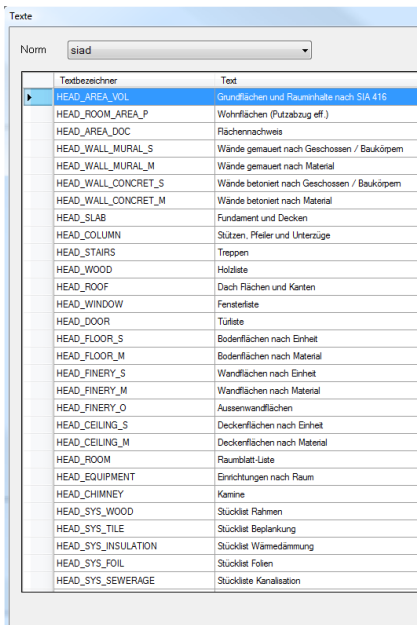 Texte
Norm siad
Textbezeichner Text
HEAD_AREA_VOL Grundflächen und Rauminhalte nach SIA 416
HEAD_ROOM_AREA_P Wohnflächen (Putzabzug eff.)
HEAD_AREA_DOC Flächennachweis
HEAD_WALL_MURAL_S Wände gemauert nach Geschossen / Baukörpern
HEAD_WALL_MURAL_M Wände gemauert nach Material
HEAD_WALL_CONCRET_S Wände betoniert nach Geschossen / Baukörpern
HEAD_WALL_CONCRET_M Wände betoniert nach Material
HEAD_SLAB Fundament und Decken
HEAD_COLUMN Stützen, Pfeiler und Unterzüge
HEAD_STAIRS Treppen
HEAD_WOOD Holzliste
HEAD_ROOF Dach Flächen und Kanten
HEAD_WINDOW Fensterliste
HEAD_DOOR Türliste
HEAD_FLOOR_S Bodenflächen nach Einheit
HEAD_FLOOR_M Bodenflächen nach Material
HEAD_FINERY_S Wandflächen nach Einheit
HEAD_FINERY_M Wandflächen nach Material
HEAD_FINERY_O Aussenwandflächen
HEAD_CEILING_S Deckenflächen nach Einheit
HEAD_CEILING_M Deckenflächen nach Material
HEAD_ROOM Raumblatt-Liste
HEAD_EQUIPMENT Einrichtungen nach Raum
HEAD_CHIMNEY Kamine
HEAD_SYS_WOOD Stücklist Rahmen
HEAD_SYS_TILE Stücklist Beplankung
HEAD_SYS_INSULATION Stücklist Wärmedämmung
HEAD_SYS_FOIL Stücklist Folien
HEAD_SYS_SEWERAGE Stückliste Kanalisation